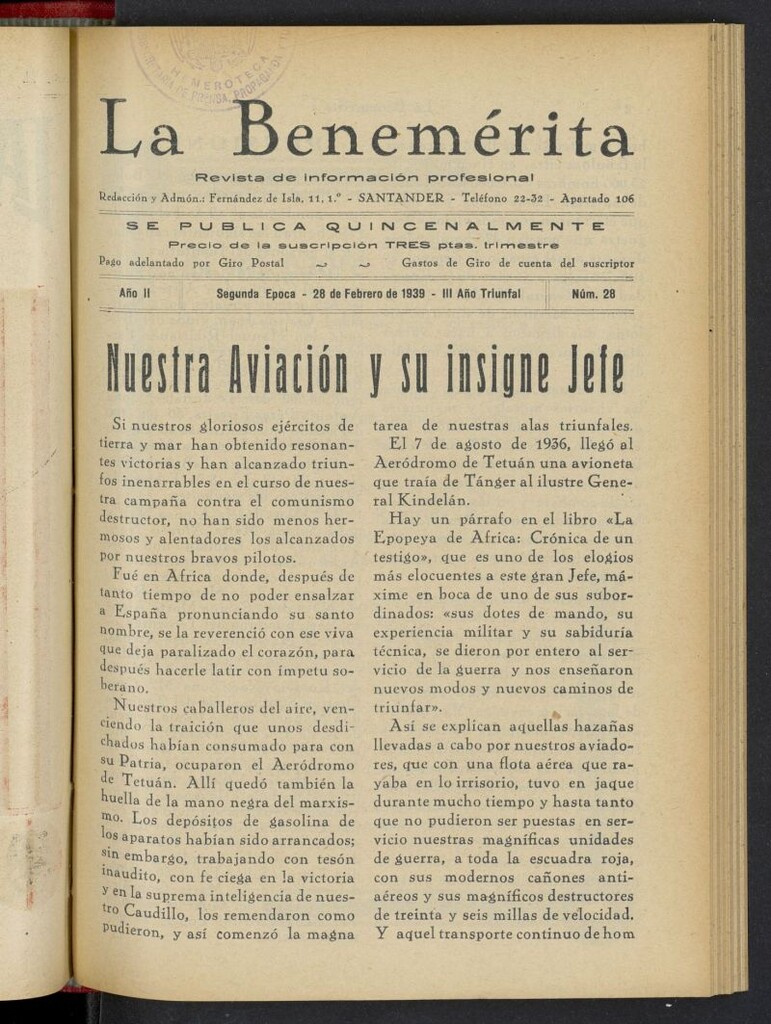 HEMEROTECA
DE PRENSA, PROPAGANDA
La Benemérita
Revista de información profesional
Redacción y Admón.: Fernández de Isla, 11, 1.º - SANTANDER - Teléfono 22-32 - Apartado 106
SE PUBLICA QUINCENALMENTE
Precio de la suscripción TRES ptas. trimestre
Pago adelantado por Giro Postal Gastos de Giro de cuenta del suscriptor
Año II Segunda Epoca - 28 de Febrero de 1939 - III Año Triunfal Núm. 28
Nuestra Aviación y su insigne Jefe
Si nuestros gloriosos ejércitos de
tierra y mar han obtenido resonan-
tes victorias y han alcanzado triun-
fos inenarrables en el curso de nues-
tra campaña contra el comunismo
destructor, no han sido menos her-
mosos y alentadores los alcanzados
por nuestros bravos pilotos.
Fué en Africa donde, después de
tanto tiempo de no poder ensalzar
a España pronunciando su santo
nombre, se la reverenció con ese viva
que deja paralizado el corazón, para
después hacerle latir con ímpetu so-
berano.
Nuestros caballeros del aire, ven-
ciendo la traición que unos desdi-
chados habían consumado para con
su Patria, ocuparon el Aeródromo
de Tetuán. Allí quedó también la
huella de la mano negra del marxis-
mo. Los depósitos de gasolina de
los aparatos habían sido arrancados;
sin embargo, trabajando con tesón
inaudito, con fe ciega en la victoria
y en la suprema inteligencia de nues-
tro Caudillo, los remendaron como
pudieron, y así comenzó la magna
tarea de nuestras alas triunfales.
El 7 de agosto de 1936, llegó al
Aeródromo de Tetuán una avioneta
que traía de Tánger al ilustre Gene-
ral Kindelán.
Hay un párrafo en el libro «La
Epopeya de Africa: Crónica de un
testigo», que es uno de los elogios
más elocuentes a este gran Jefe, má-
xime en boca de uno de sus subor-
dinados: «sus dotes de mando, su
experiencia militar y su sabiduría
técnica, se dieron por entero al ser-
vicio de la guerra y nos enseñaron
nuevos modos y nuevos caminos de
triunfar».
Así se explican aquellas hazañas
llevadas a cabo por nuestros aviado-
res, que con una flota aérea que ra-
yaba en lo irrisorio, tuvo en jaque
durante mucho tiempo y hasta tanto
que no pudieron ser puestas en ser-
vicio nuestras magníficas unidades
de guerra, a toda la escuadra roja,
con sus modernos cañones anti-
aéreos y sus magníficos destructores
de treinta y seis millas de velocidad.
Y aquel transporte continuo de hom